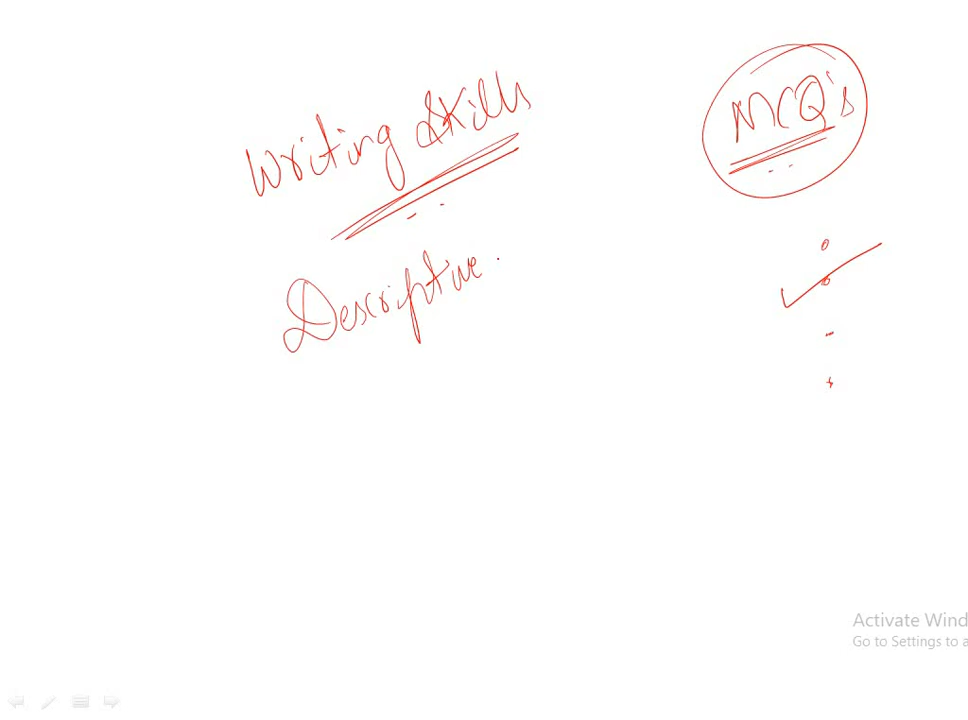 Writing Skills
MCQ's
Descriptive.
Activate Wind
Go to Settings to a